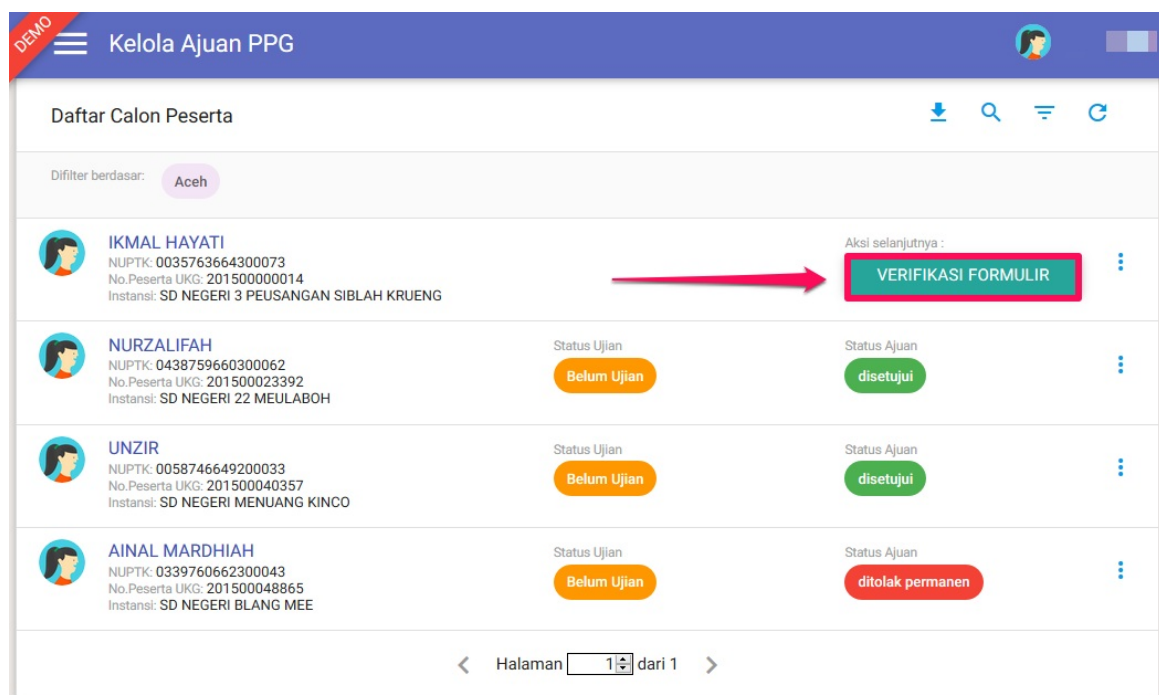 DEMO
Kelola Ajuan PPG
Daftar Calon Peserta
Difilter berdasar: Aceh
IKMAL HAYATI
NUPTK: 0035763664300073
No.Peserta UKG: 201500000014
Instansi: SD NEGERI 3 PEUSANGAN SIBLAH KRUENG
Aksi selanjutnya :
VERIFIKASI FORMULIR
NURZALIFAH
NUPTK: 0438759660300062
No.Peserta UKG: 201500023392
Instansi: SD NEGERI 22 MEULABOH
Status Ujian
Belum Ujian
Status Ajuan
disetujui
UNZIR
NUPTK: 0058746649200033
No.Peserta UKG: 201500040357
Instansi: SD NEGERI MENUANG KINCO
Status Ujian
Belum Ujian
Status Ajuan
disetujui
AINAL MARDHIAH
NUPTK: 0339760662300043
No.Peserta UKG: 201500048865
Instansi: SD NEGERI BLANG MEE
Status Ujian
Belum Ujian
Status Ajuan
ditolak permanen
Halaman 1 dari 1